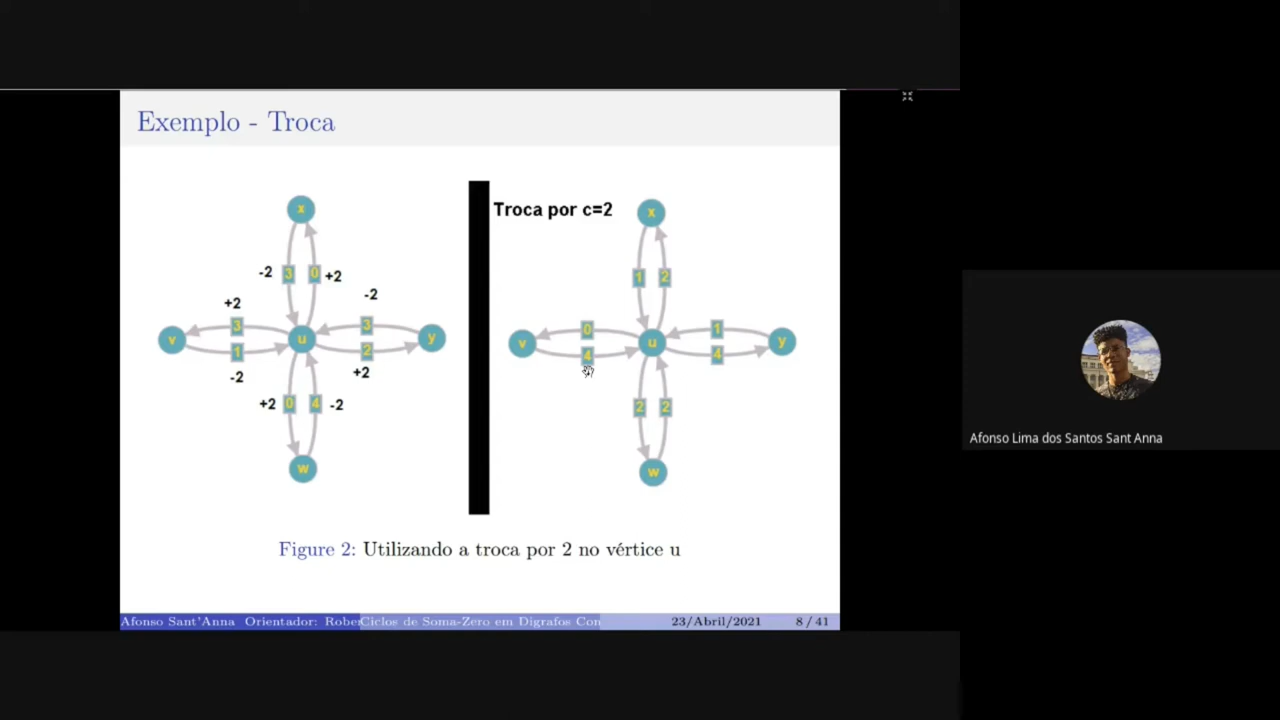 Exemplo - Troca
x
-2 3 0 +2
+2 -2
3 3
v u y
1 2
-2 +2
+2 0 4 -2
w
Troca por c=2
x
1 2
0 1
v u y
4 4
2 2
w
Figure 2: Utilizando a troca por 2 no vértice u
Afonso Sant'Anna Orientador: Rober Ciclos de Soma-Zero em Digrafos Con 23/Abril/2021 8 / 41
Afonso Lima dos Santos Sant Anna